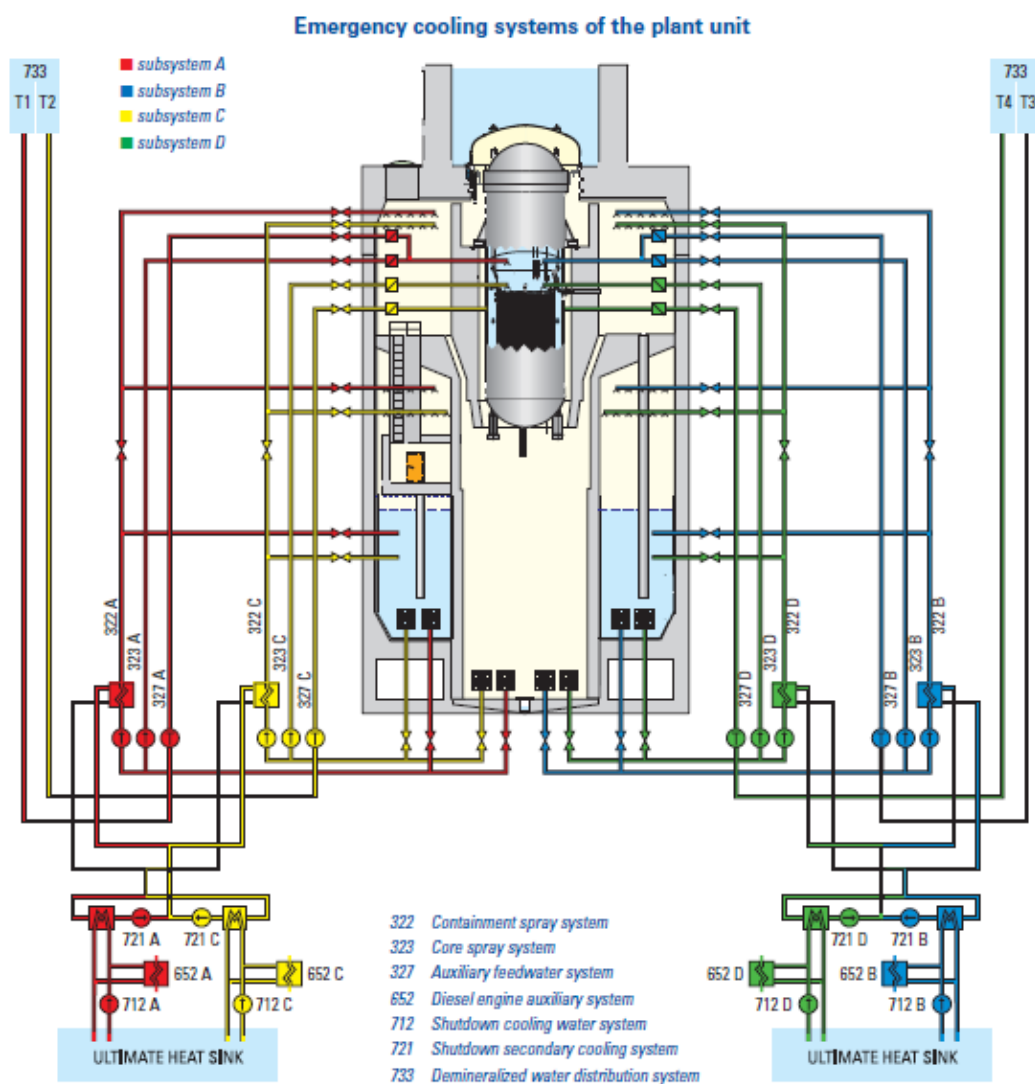 Emergency cooling systems of the plant unit
subsystem A
subsystem B
subsystem C
subsystem D
733
T1 T2
733
T4 T3
322 A
323 A
327 A
322 C
323 C
327 C
327 D
323 D
322 D
327 B
323 B
322 B
721 A
721 C
652 A
652 C
712 A
712 C
ULTIMATE HEAT SINK
721 D
721 B
652 D
652 B
712 D
712 B
ULTIMATE HEAT SINK
322 Containment spray system
323 Core spray system
327 Auxiliary feedwater system
652 Diesel engine auxiliary system
712 Shutdown cooling water system
721 Shutdown secondary cooling system
733 Demineralized water distribution system